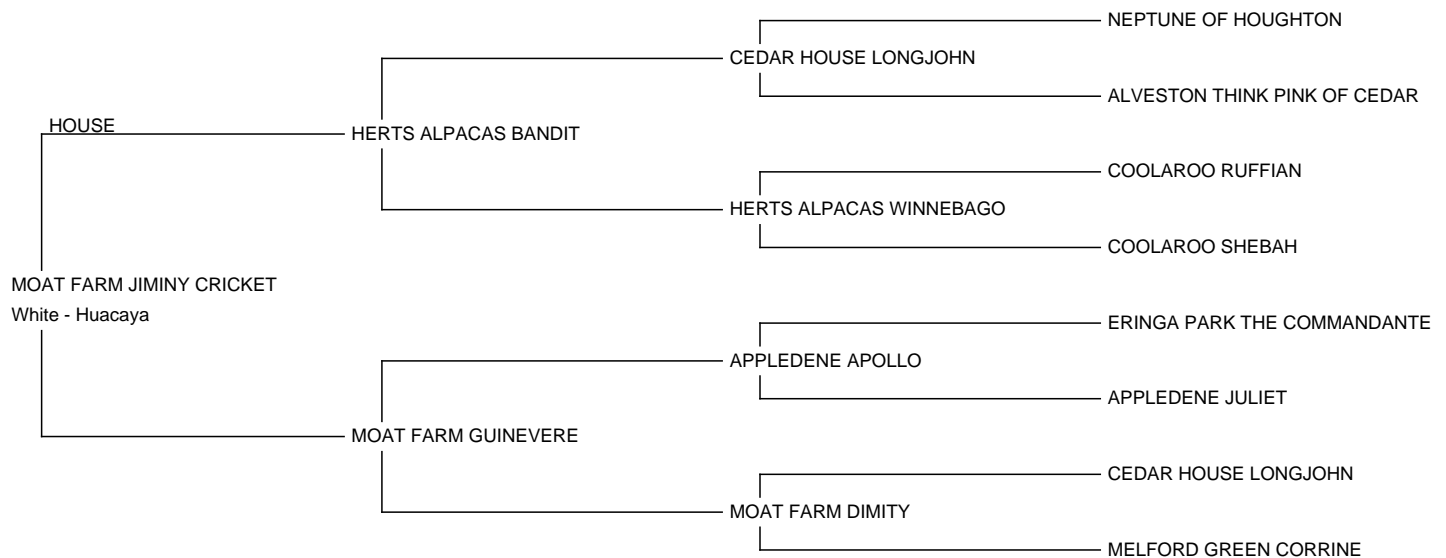 NEPTUNE OF HOUGHTON
CEDAR HOUSE LONGJOHN
ALVESTON THINK PINK OF CEDAR
HOUSE
HERTS ALPACAS BANDIT
COOLAROO RUFFIAN
HERTS ALPACAS WINNEBAGO
COOLAROO SHEBAH
MOAT FARM JIMINY CRICKET
White - Huacaya
ERINGA PARK THE COMMANDANTE
APPLEDENE APOLLO
APPLEDENE JULIET
MOAT FARM GUINEVERE
CEDAR HOUSE LONGJOHN
MOAT FARM DIMITY
MELFORD GREEN CORRINE